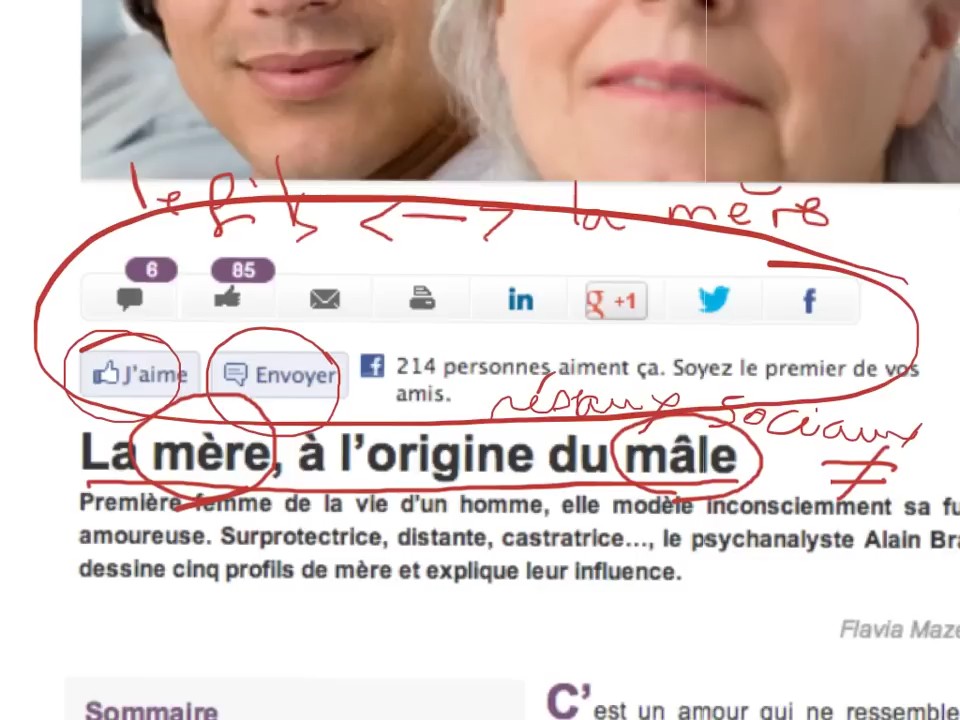 le fils <—> la mère
6 85
in g +1 f
J'aime Envoyer f 214 personnes aiment ça. Soyez le premier de vos
amis.
réseaux sociaux
La mère, à l'origine du mâle ≠
Première femme de la vie d'un homme, elle modèle inconsciemment sa fu
amoureuse. Surprotectrice, distante, castratrice..., le psychanalyste Alain Bra
dessine cinq profils de mère et explique leur influence.
Flavia Maze
Sommaire
C'est un amour qui ne ressemble